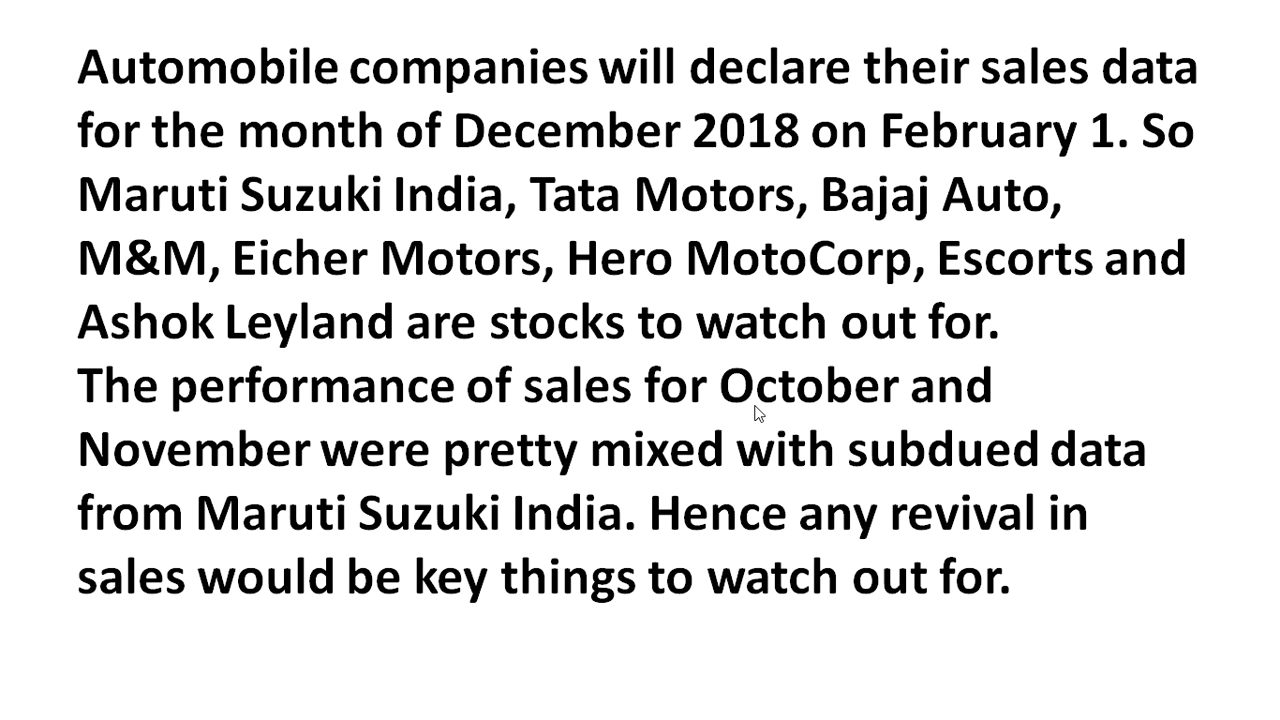 Automobile companies will declare their sales data
for the month of December 2018 on February 1. So
Maruti Suzuki India, Tata Motors, Bajaj Auto,
M&M, Eicher Motors, Hero MotoCorp, Escorts and
Ashok Leyland are stocks to watch out for.
The performance of sales for October and
November were pretty mixed with subdued data
from Maruti Suzuki India. Hence any revival in
sales would be key things to watch out for.